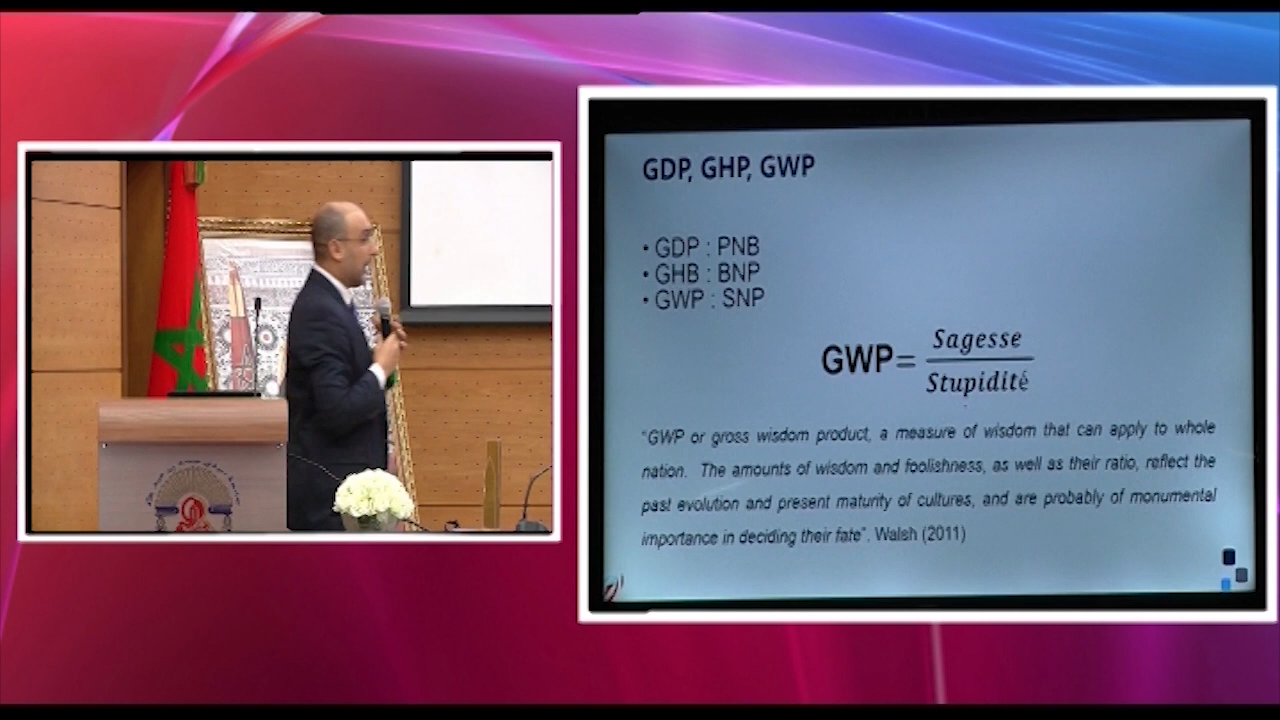 GDP, GHP, GWP
• GDP : PNB
• GHB : BNP
• GWP : SNP
GWP= Sagesse
Stupidité
“GWP or gross wisdom product, a measure of wisdom that can apply to whole
nation. The amounts of wisdom and foolishness, as well as their ratio, reflect the
past evolution and present maturity of cultures, and are probably of monumental
importance in deciding their fate”. Walsh (2011)